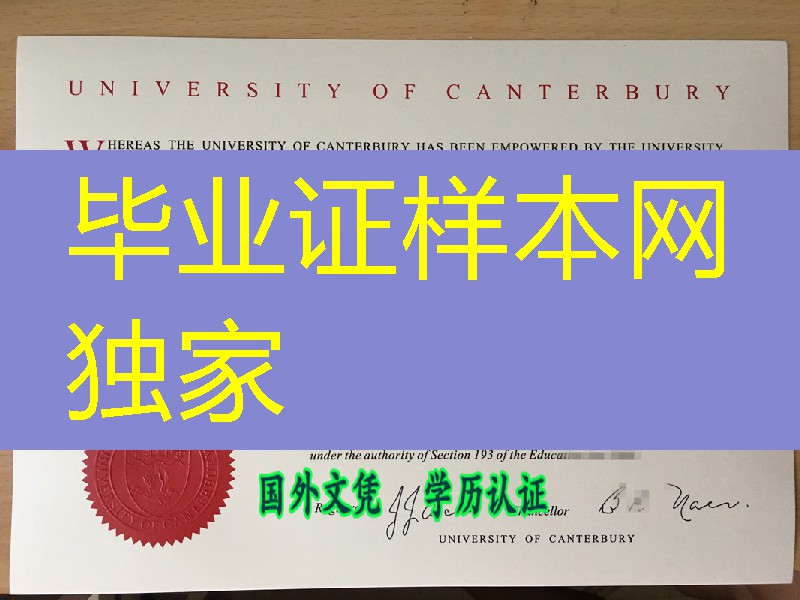 UNIVERSITY OF CANTERBURY
WHEREAS THE UNIVERSITY OF CANTERBURY HAS BEEN EMPOWERED BY THE UNIVERSITY
毕业证样本网
独家
under the authority of Section 193 of the
国外文凭 学历认证
UNIVERSITY OF CANTERBURY